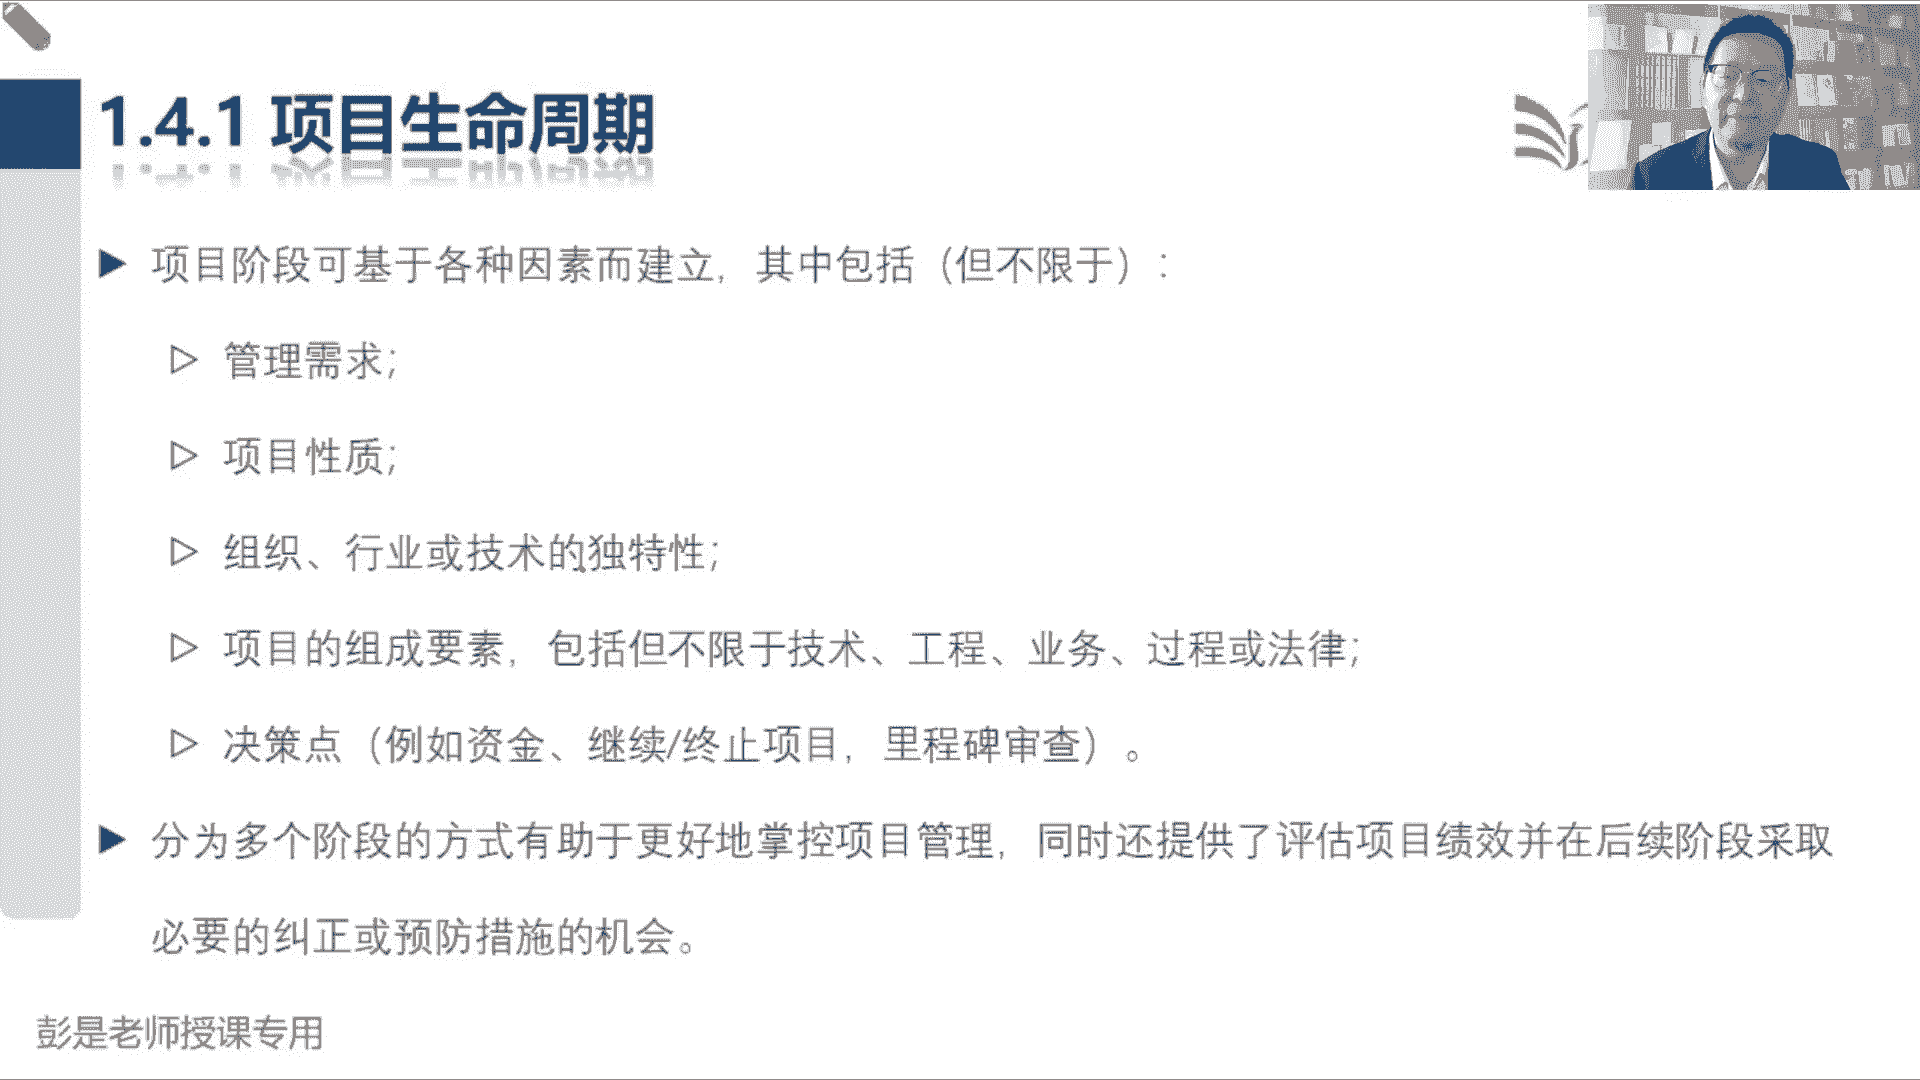 1.4.1 项目生命周期
项目阶段可基于各种因素而建立，其中包括（但不限于）：
管理需求；
项目性质；
组织、行业或技术的独特性；
项目的组成要素，包括但不限于技术、工程、业务、过程或法律；
决策点（例如资金、继续/终止项目，里程碑审查）。
分为多个阶段的方式有助于更好地掌控项目管理，同时还提供了评估项目绩效并在后续阶段采取
必要的纠正或预防措施的机会。
彭是老师授课专用